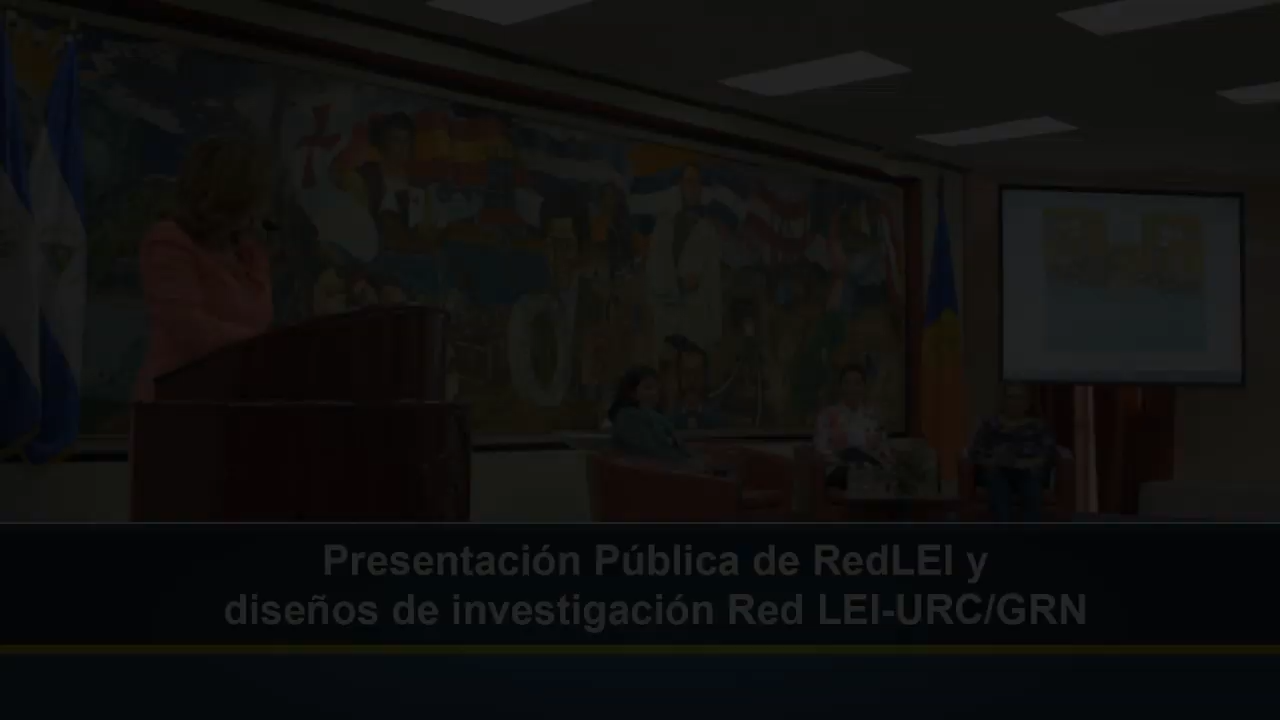 Presentación Pública de RedLEI y
diseños de investigación Red LEI-URC/GRN